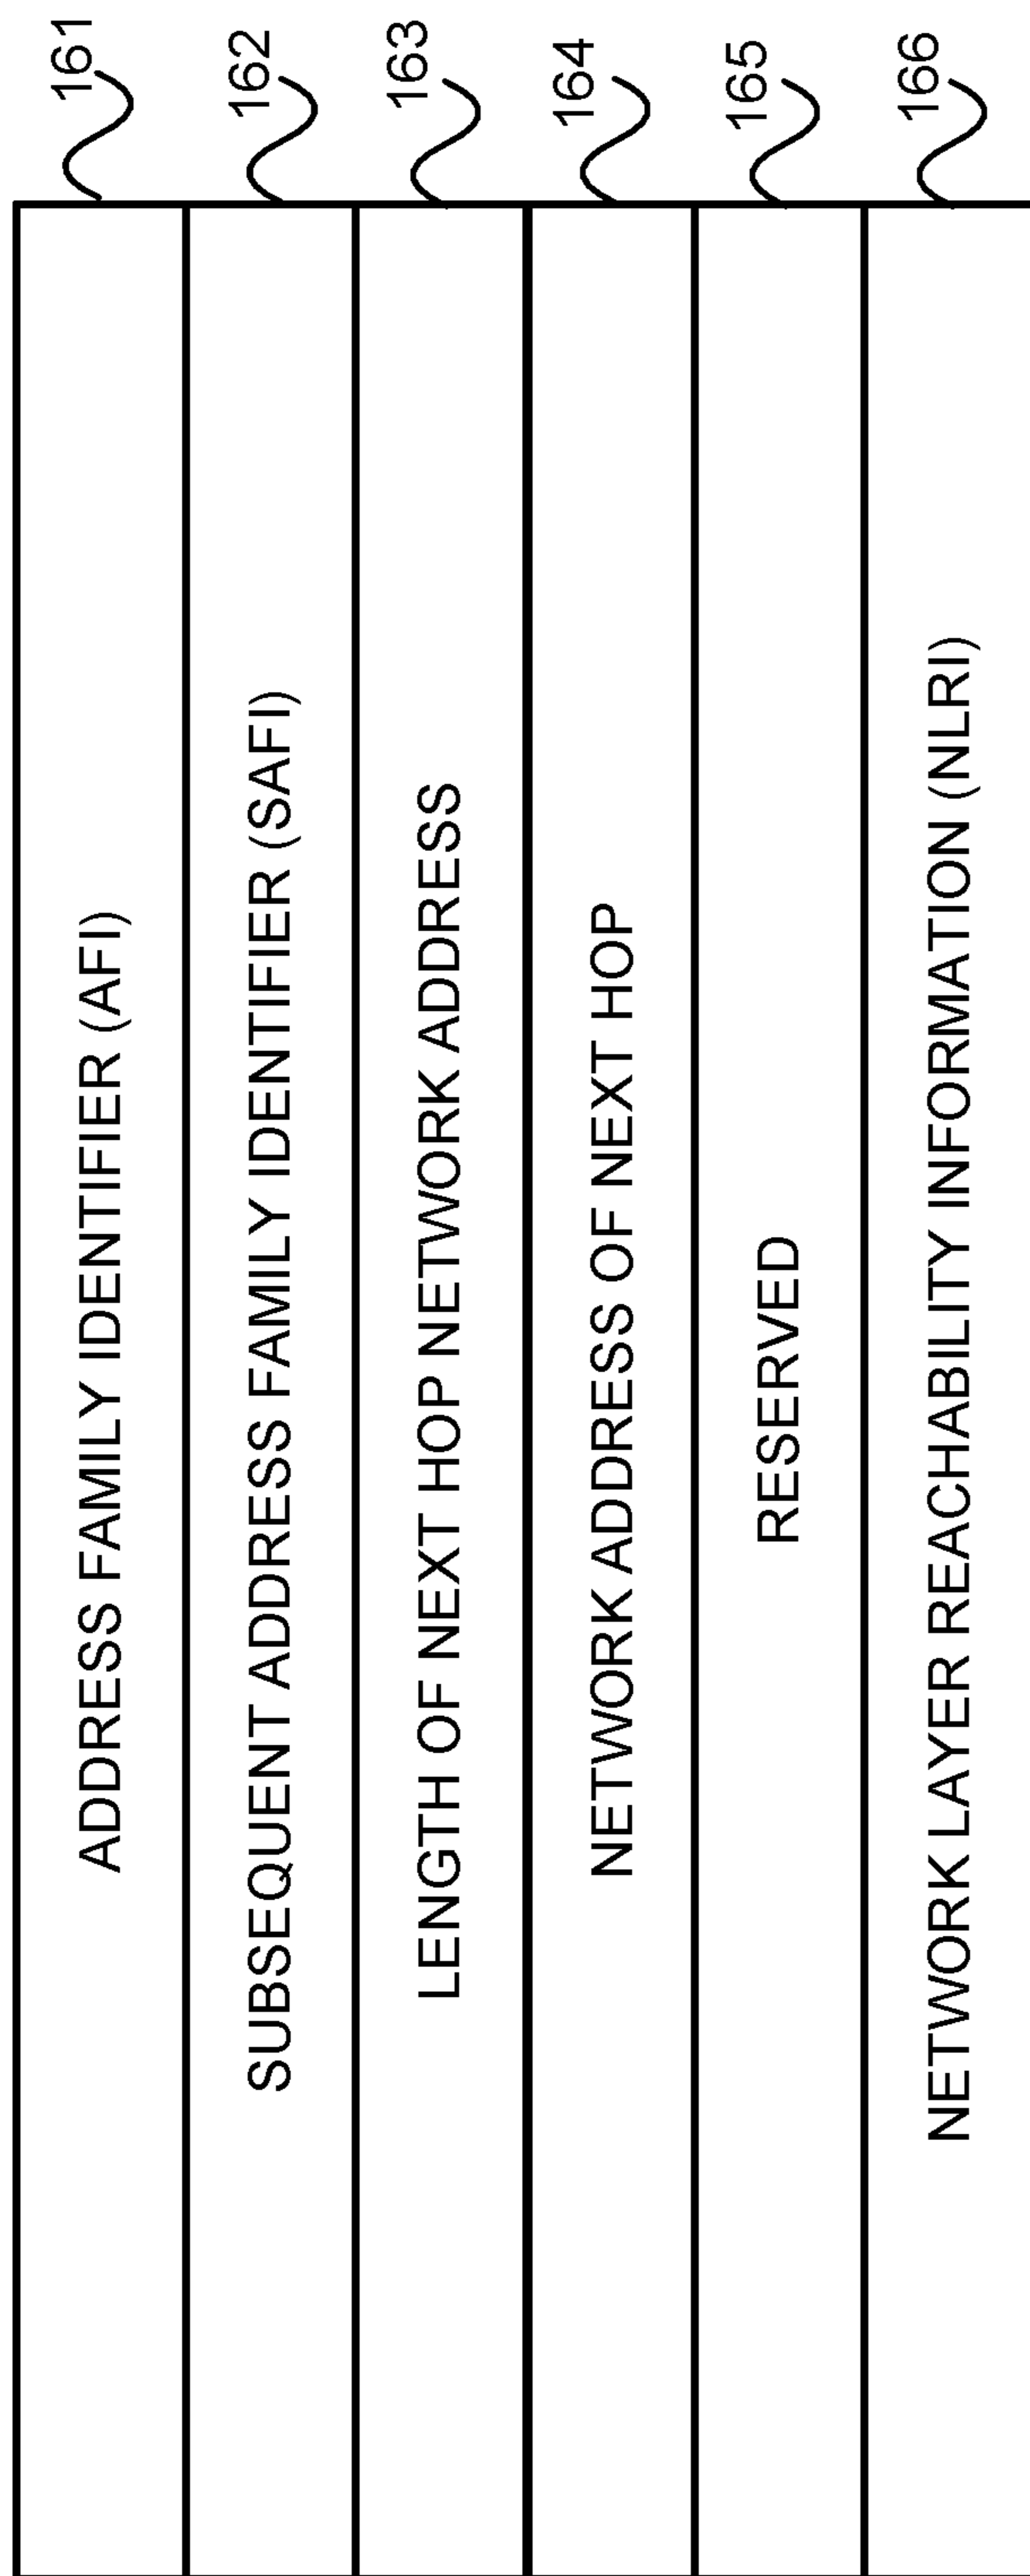 ADDRESS FAMILY IDENTIFIER (AFI)
161
SUBSEQUENT ADDRESS FAMILY IDENTIFIER (SAFI)
162
LENGTH OF NEXT HOP NETWORK ADDRESS
163
NETWORK ADDRESS OF NEXT HOP
164
RESERVED
165
NETWORK LAYER REACHABILITY INFORMATION (NLRI)
166